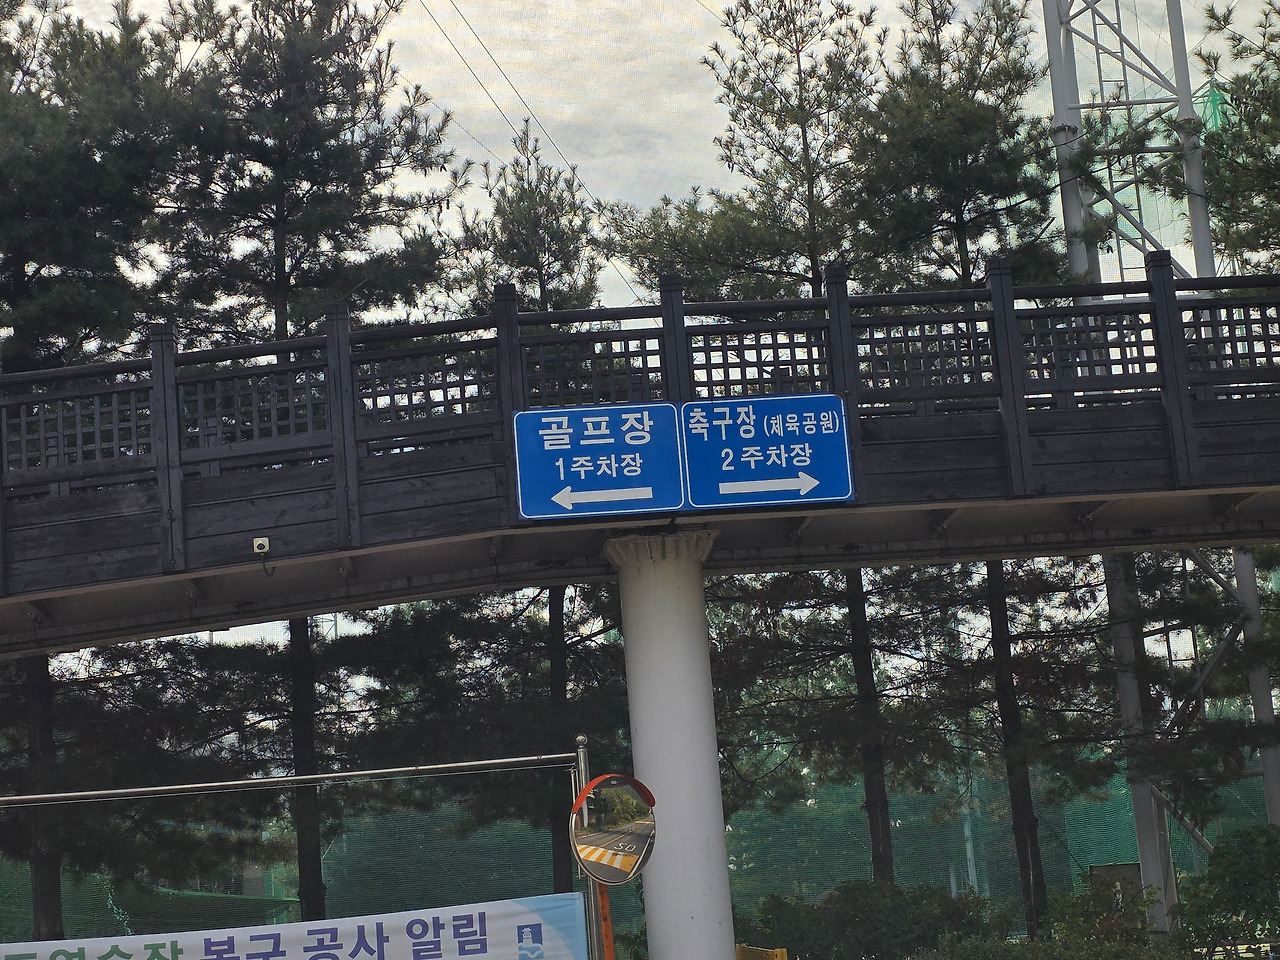 골프장
1주차장
축구장 (체육공원)
2주차장
복구 공사 알림